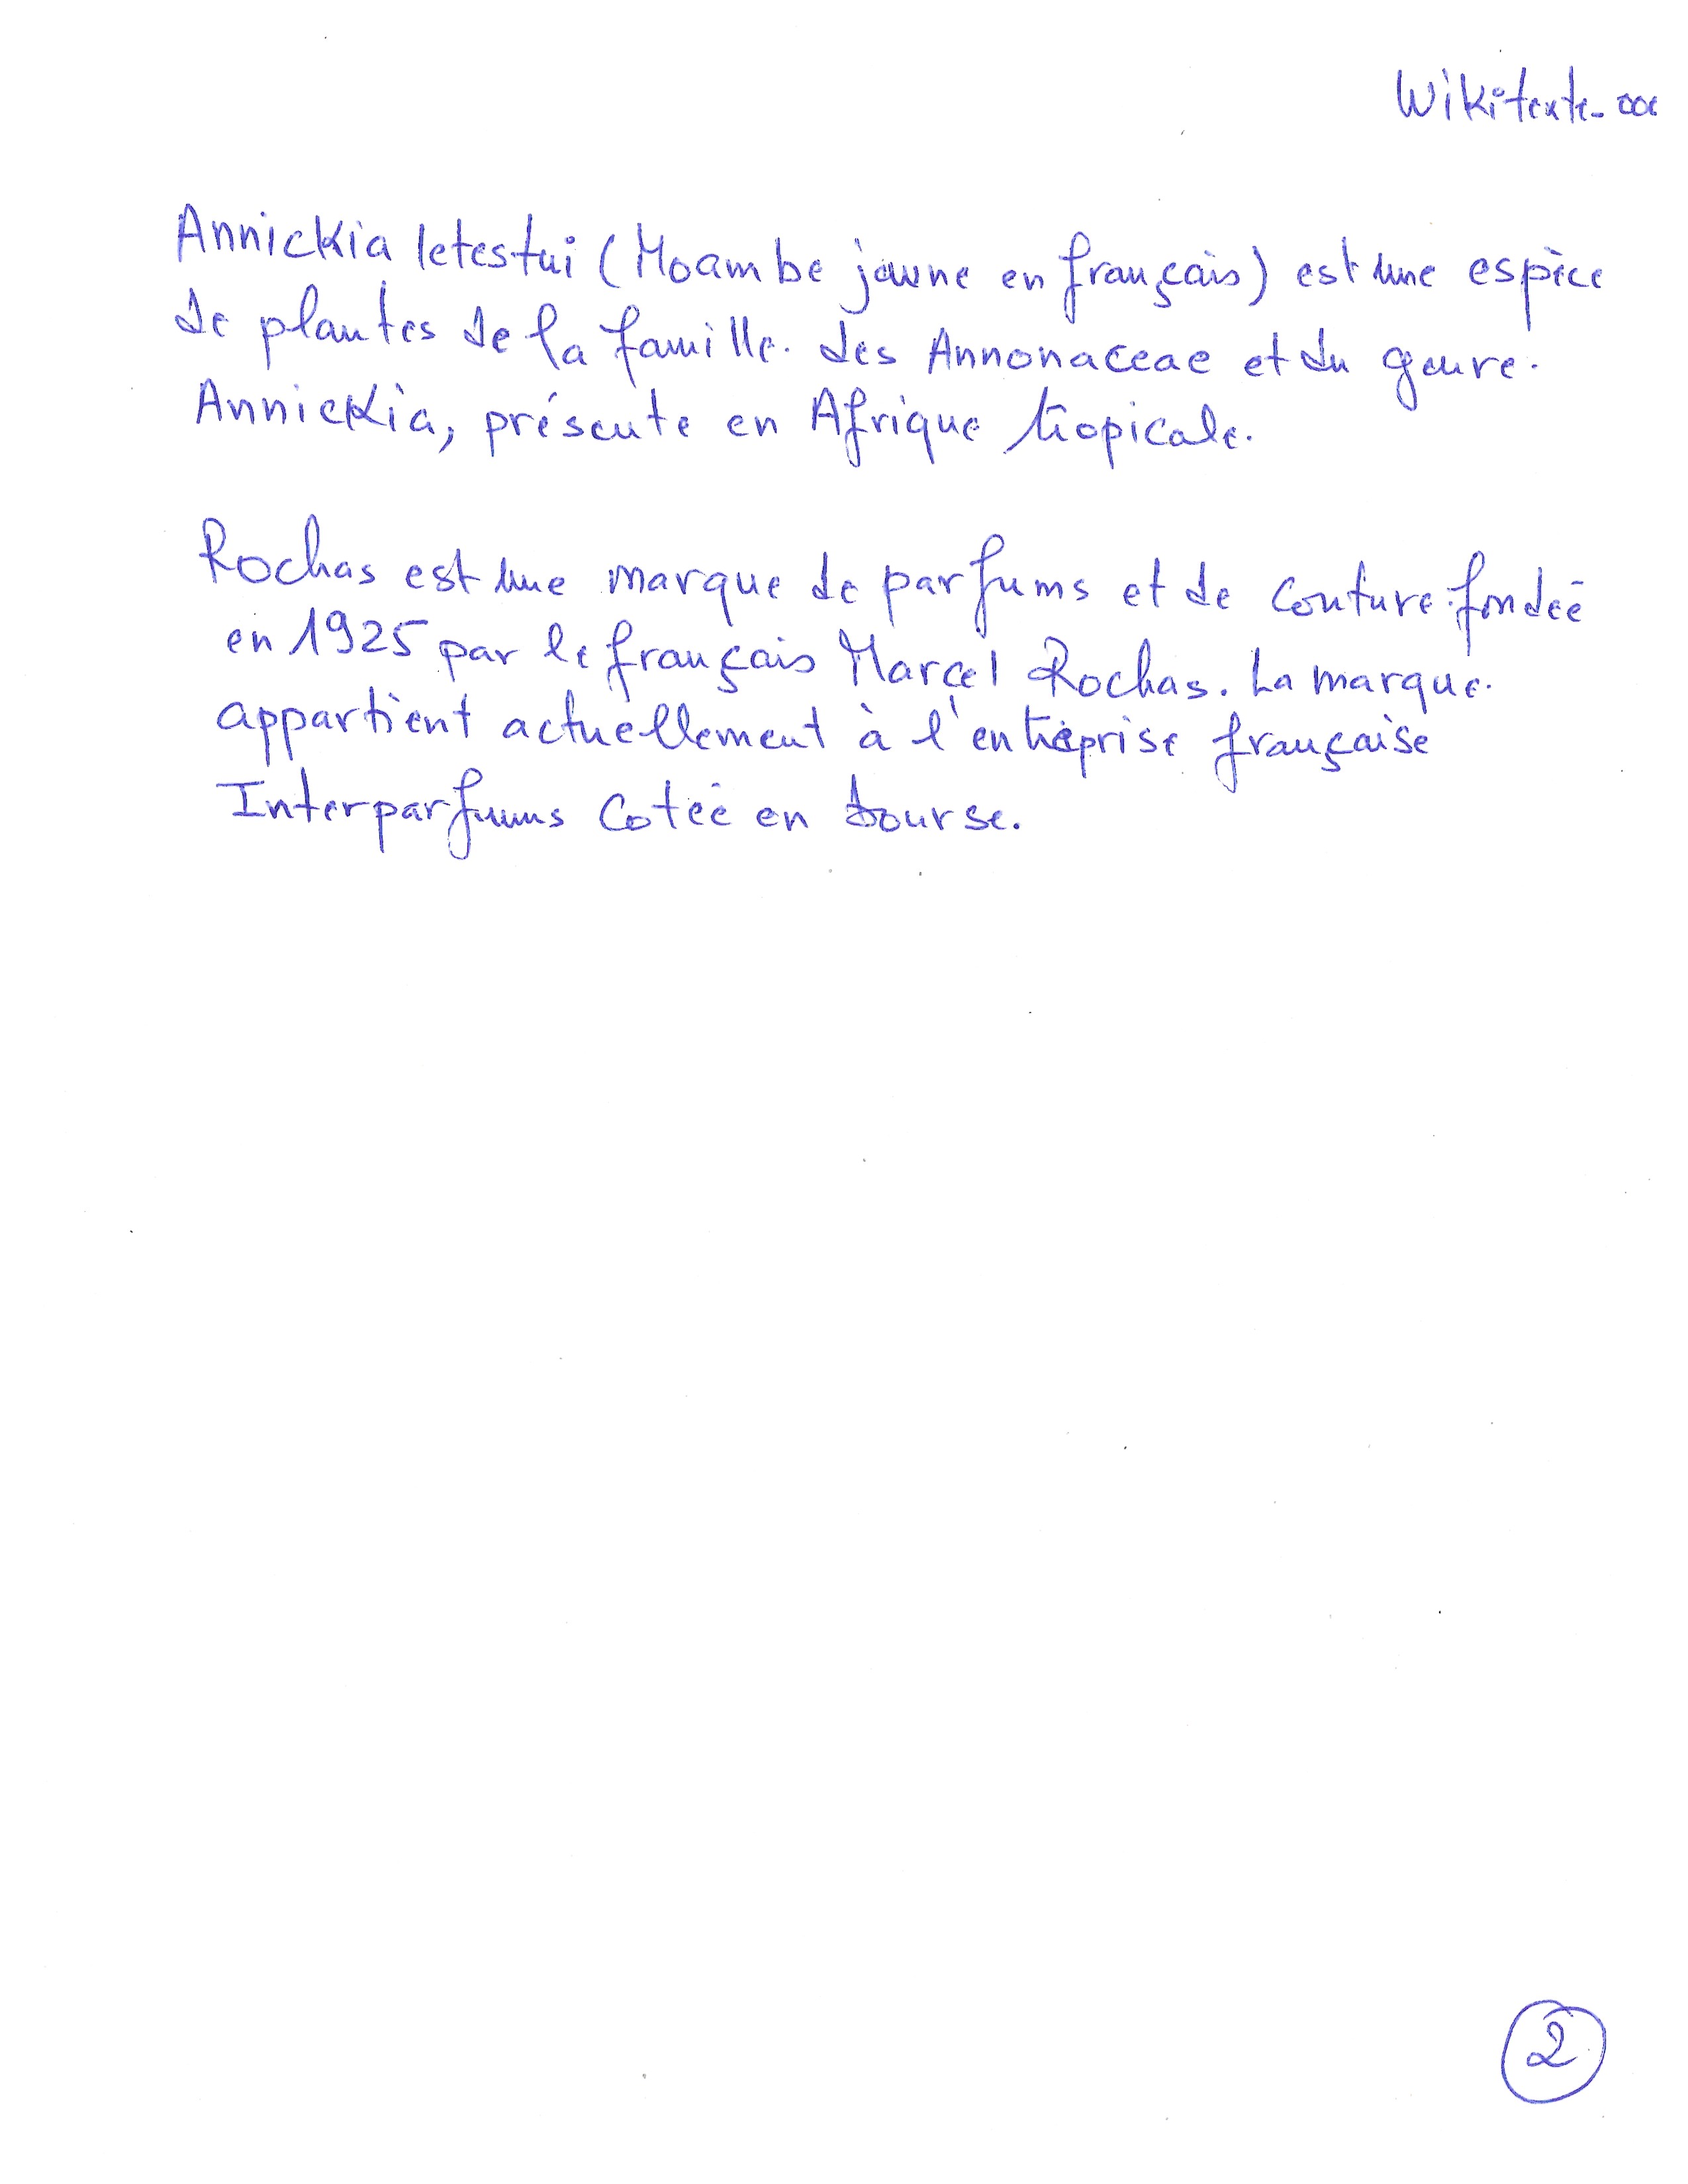 Wikitexte_001
Annickia letestui (Moambe jaune en français) est une espèce
de plantes de la famille des Annonaceae et du genre
Annickia, présente en Afrique tropicale.
Rochas est une marque de parfums et de couture fondée
en 1925 par le français Marcel Rochas. La marque
appartient actuellement à l'entreprise française
Interparfums cotée en bourse.
2